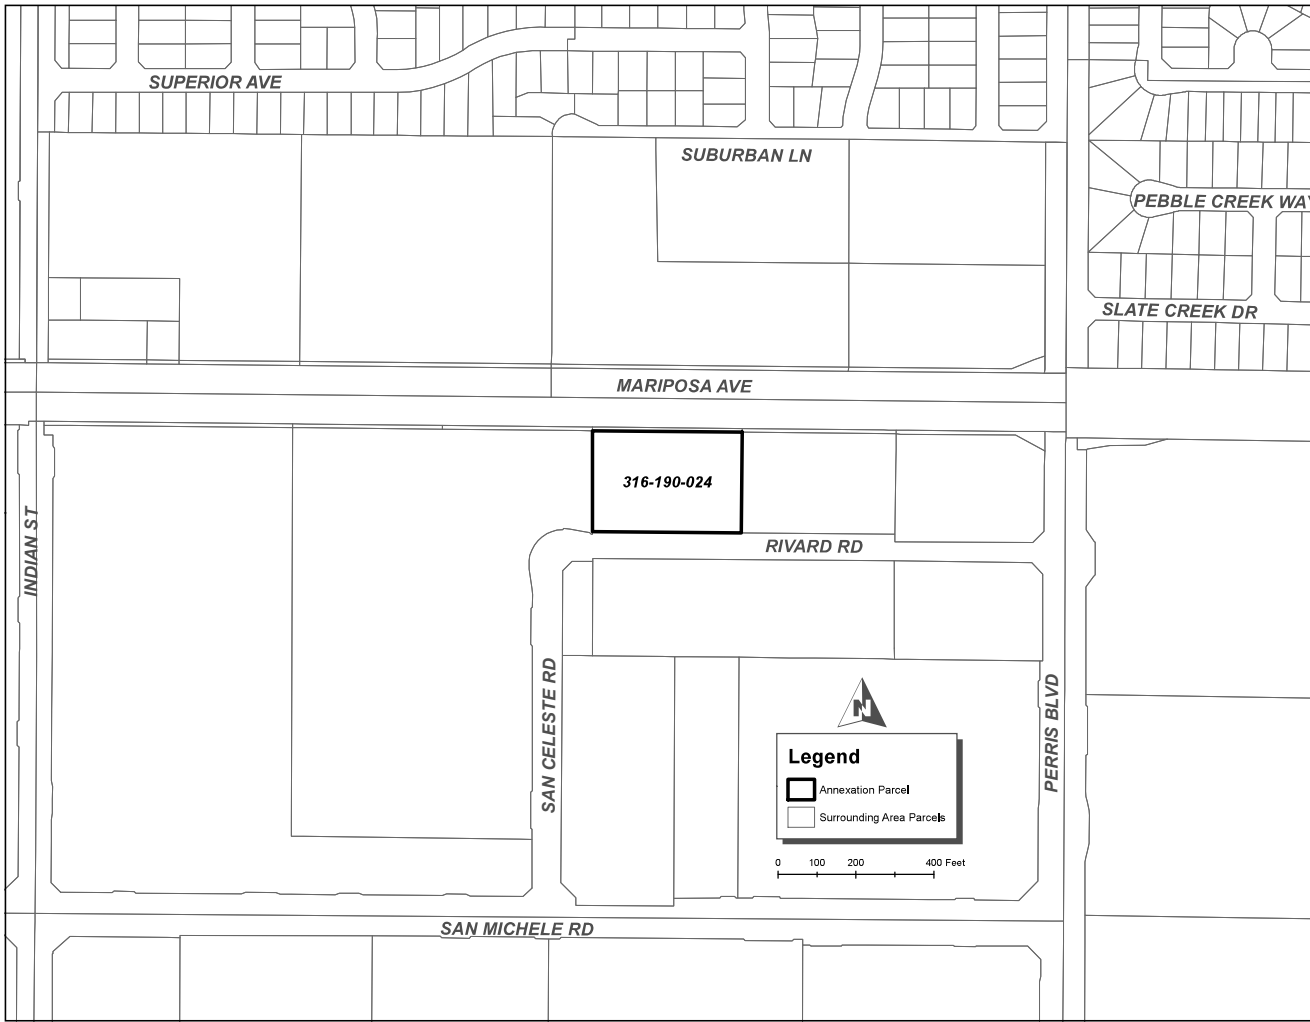 SUPERIOR AVE
SUBURBAN LN
PEBBLE CREEK WAY
SLATE CREEK DR
MARIPOSA AVE
316-190-024
RIVARD RD
INDIAN ST
SAN CELESTE RD
PERRIS BLVD
N
Legend
Annexation Parcel
Surrounding Area Parcels
0 100 200 400 Feet
SAN MICHELE RD